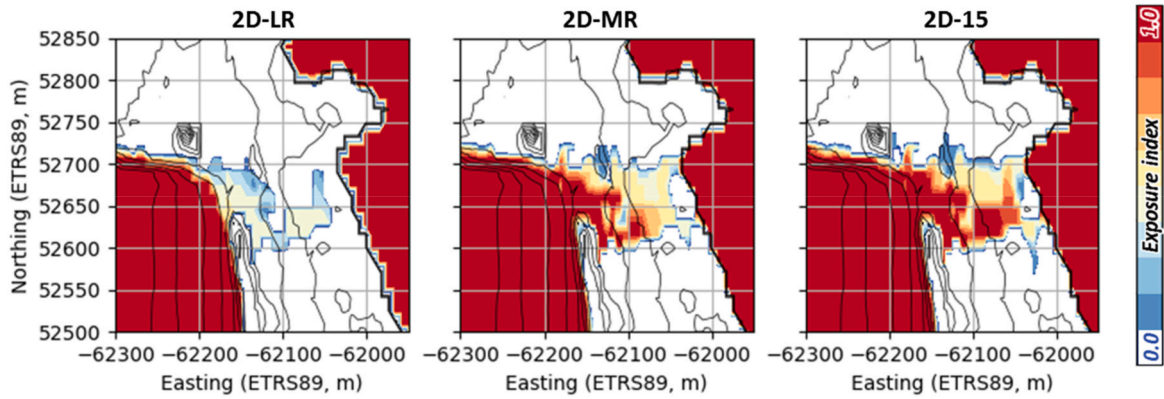 2D-LR 2D-MR 2D-15
52850
52800
52750
52700
52650
52600
52550
52500
Northing (ETRS89, m)
−62300 −62200 −62100 −62000
−62300 −62200 −62100 −62000
−62300 −62200 −62100 −62000
Easting (ETRS89, m) Easting (ETRS89, m) Easting (ETRS89, m)
1.0
Exposure index
0.0